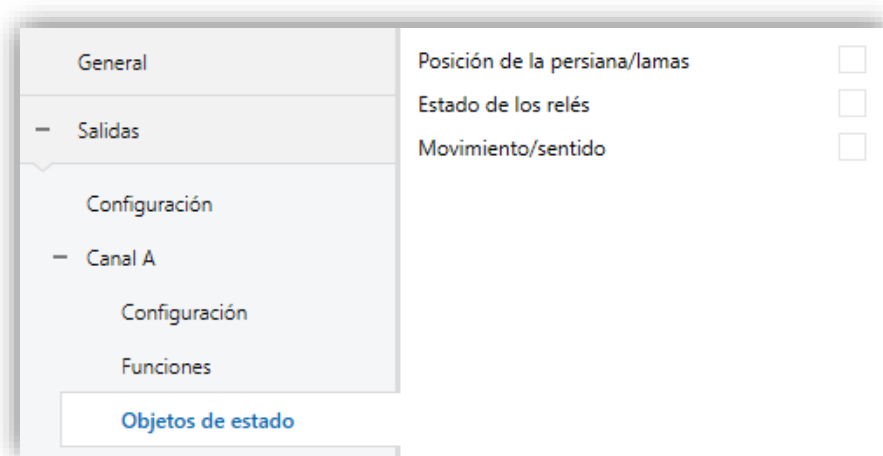 General
Salidas
Configuración
Canal A
Configuración
Funciones
Objetos de estado
Posición de la persiana/lamas
Estado de los relés
Movimiento/sentido